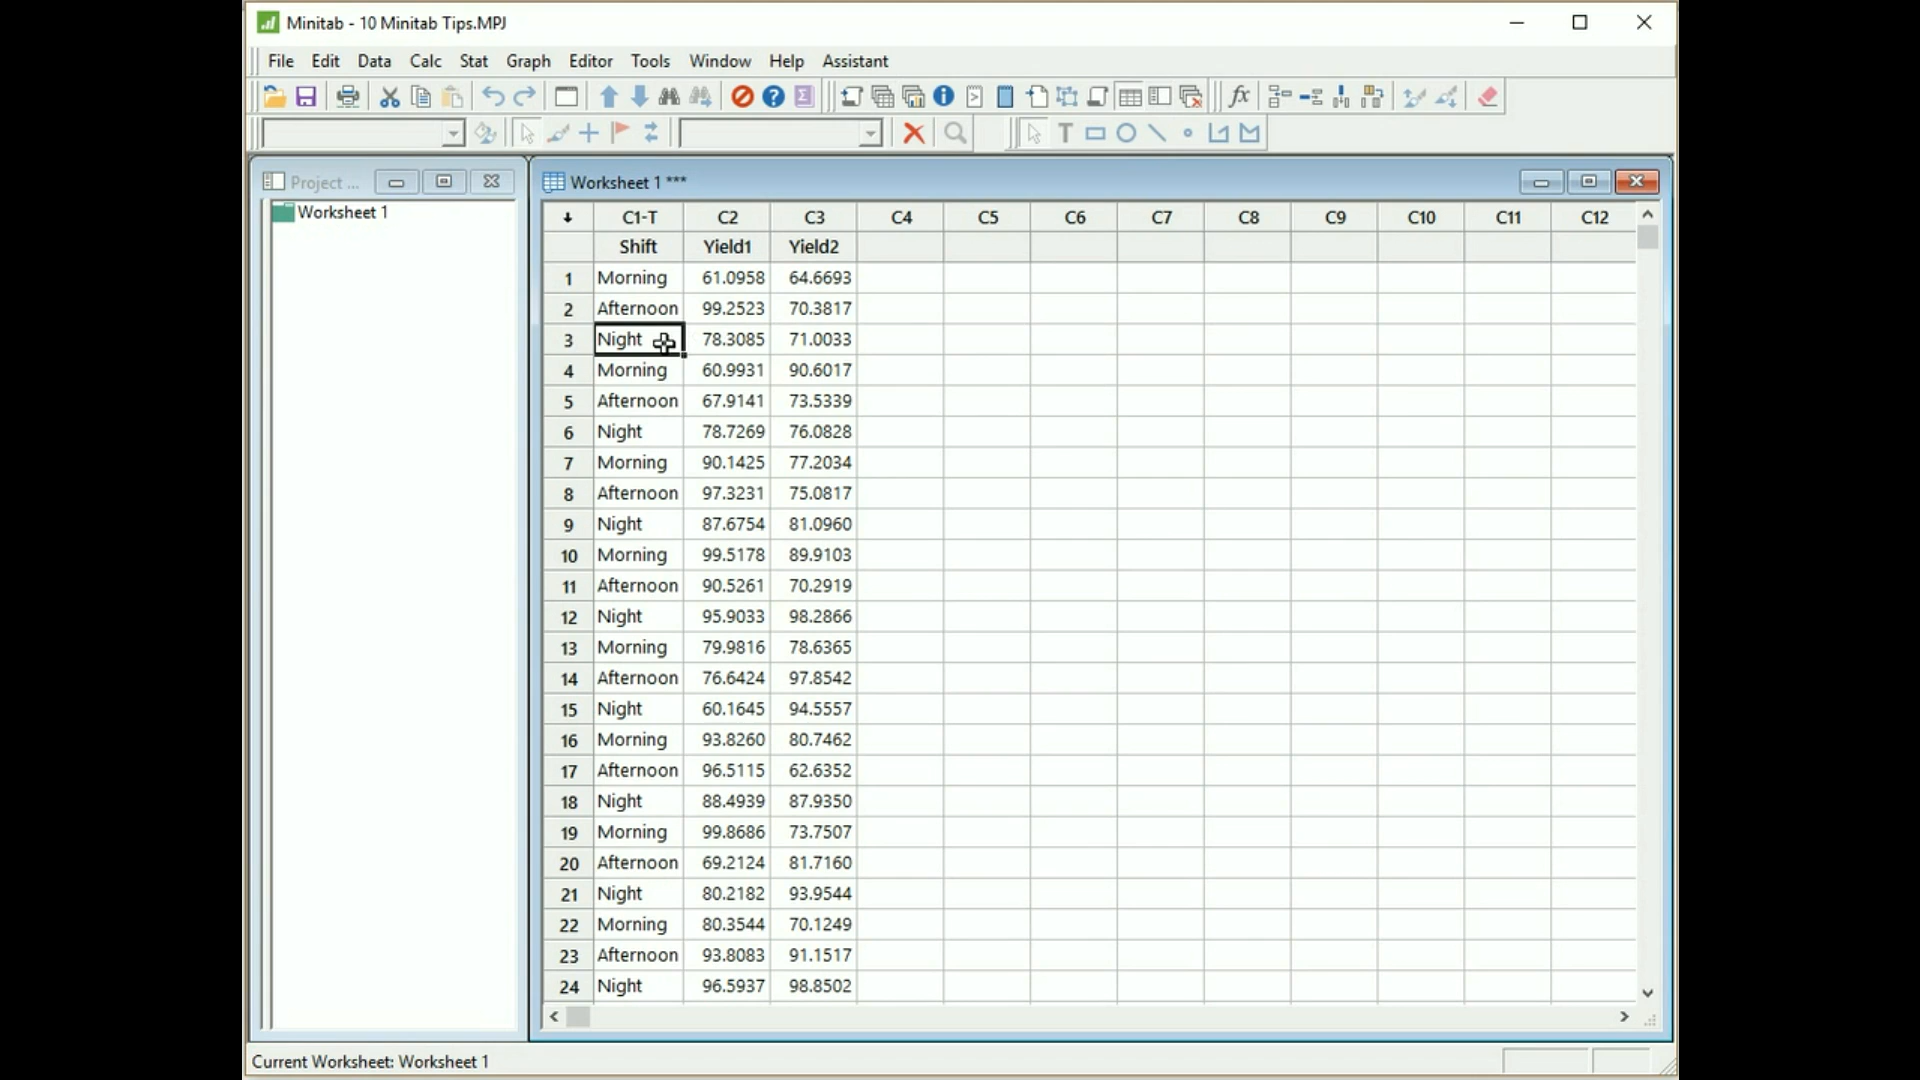 Minitab - 10 Minitab Tips.MPJ
File Edit Data Calc Stat Graph Editor Tools Window Help Assistant
fx
T
Project ...
Worksheet 1 ***
Worksheet 1
C1-T C2 C3 C4 C5 C6 C7 C8 C9 C10 C11 C12
Shift Yield1 Yield2
1 Morning 61.0958 64.6693
2 Afternoon 99.2523 70.3817
3 Night 78.3085 71.0033
4 Morning 60.9931 90.6017
5 Afternoon 67.9141 73.5339
6 Night 78.7269 76.0828
7 Morning 90.1425 77.2034
8 Afternoon 97.3231 75.0817
9 Night 87.6754 81.0960
10 Morning 99.5178 89.9103
11 Afternoon 90.5261 70.2919
12 Night 95.9033 98.2866
13 Morning 79.9816 78.6365
14 Afternoon 76.6424 97.8542
15 Night 60.1645 94.5557
16 Morning 93.8260 80.7462
17 Afternoon 96.5115 62.6352
18 Night 88.4939 87.9350
19 Morning 99.8686 73.7507
20 Afternoon 69.2124 81.7160
21 Night 80.2182 93.9544
22 Morning 80.3544 70.1249
23 Afternoon 93.8083 91.1517
24 Night 96.5937 98.8502
Current Worksheet: Worksheet 1